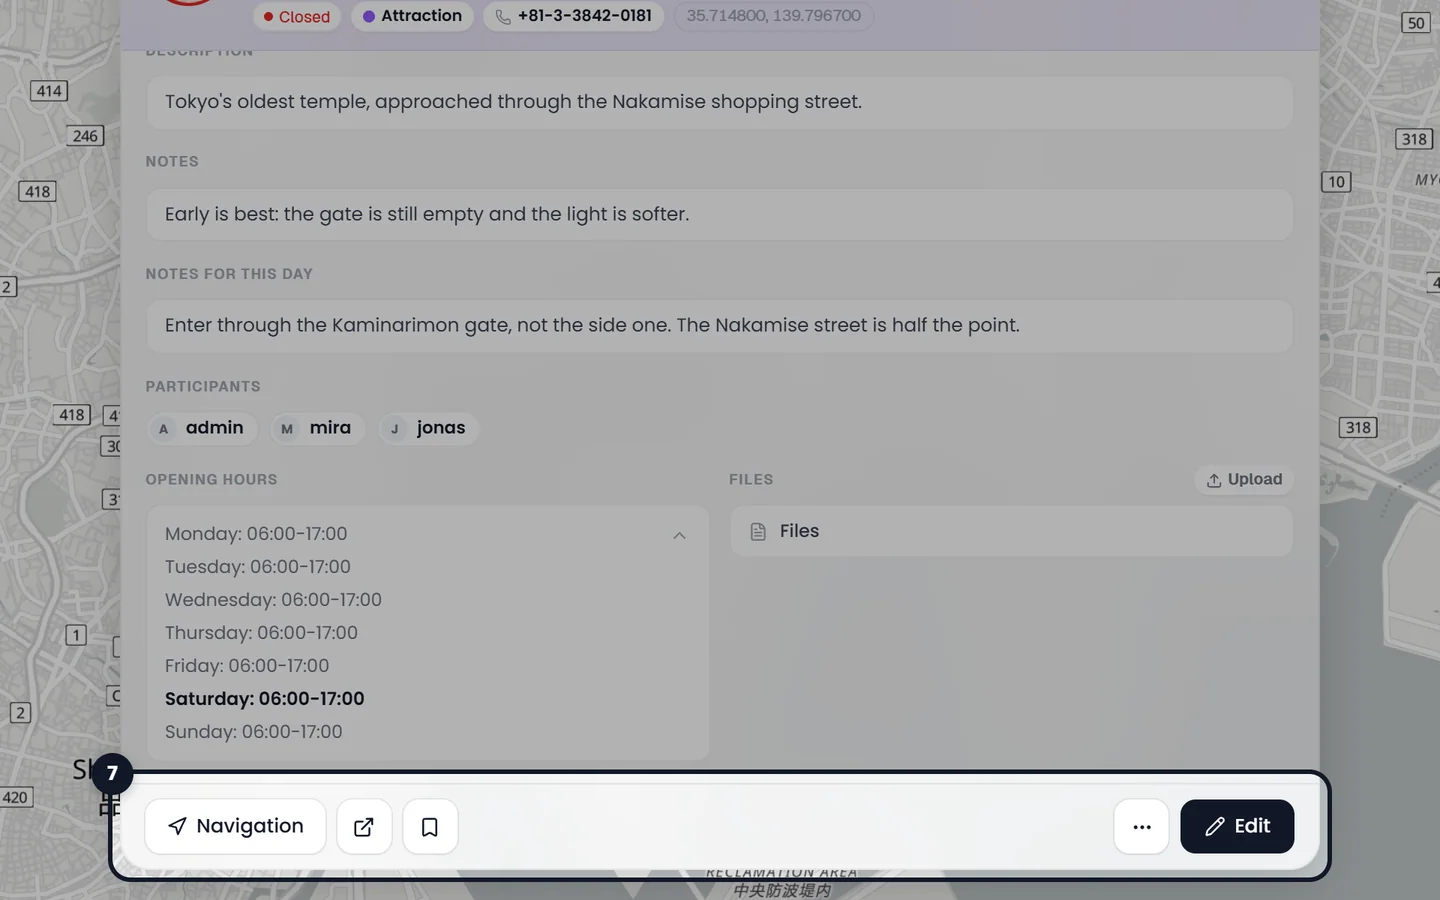 Closed
Attraction
+81-3-3842-0181
35.714800, 139.796700
50
DESCRIPTION
414
Tokyo's oldest temple, approached through the Nakamise shopping street.
246
318
NOTES
418
10
Early is best: the gate is still empty and the light is softer.
NOTES FOR THIS DAY
2
Enter through the Kaminarimon gate, not the side one. The Nakamise street is half the point.
PARTICIPANTS
418
A admin
M mira
J jonas
318
OPENING HOURS
FILES
Upload
Monday: 06:00-17:00
Files
Tuesday: 06:00-17:00
Wednesday: 06:00-17:00
Thursday: 06:00-17:00
1
Friday: 06:00-17:00
Saturday: 06:00-17:00
2
Sunday: 06:00-17:00
7
420
Navigation
Edit
RECLAMATION AREA
中央防波堤内